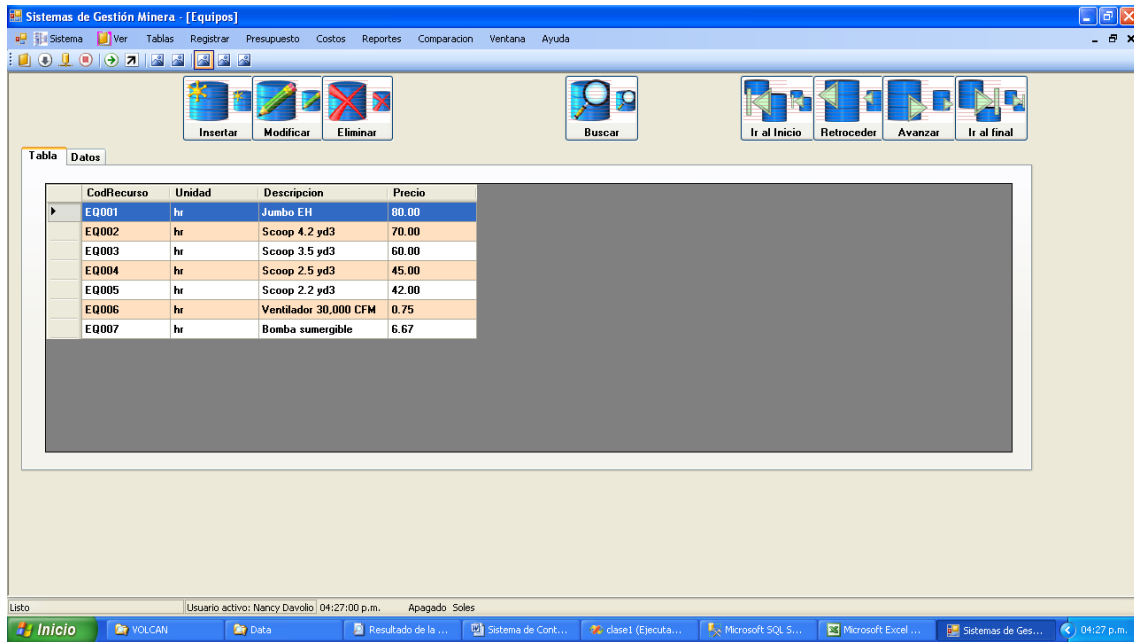 Sistemas de Gestión Minera - [Equipos]
Sistema Ver Tablas Registrar Presupuesto Costos Reportes Comparacion Ventana Ayuda
Insertar Modificar Eliminar Buscar Ir al Inicio Retroceder Avanzar Ir al final
Tabla Datos
CodRecurso Unidad Descripcion Precio
EQ001 hr Jumbo EH 80.00
EQ002 hr Scoop 4.2 yd3 70.00
EQ003 hr Scoop 3.5 yd3 60.00
EQ004 hr Scoop 2.5 yd3 45.00
EQ005 hr Scoop 2.2 yd3 42.00
EQ006 hr Ventilador 30,000 CFM 0.75
EQ007 hr Bomba sumergible 6.67
Listo Usuario activo: Nancy Davolio 04:27:00 p.m. Apagado Soles
Inicio VOLCAN Data Resultado de la ... Sistema de Cont... clase1 (Ejecuta... Microsoft SQL S... Microsoft Excel ... Sistemas de Ges... 04:27 p.m.